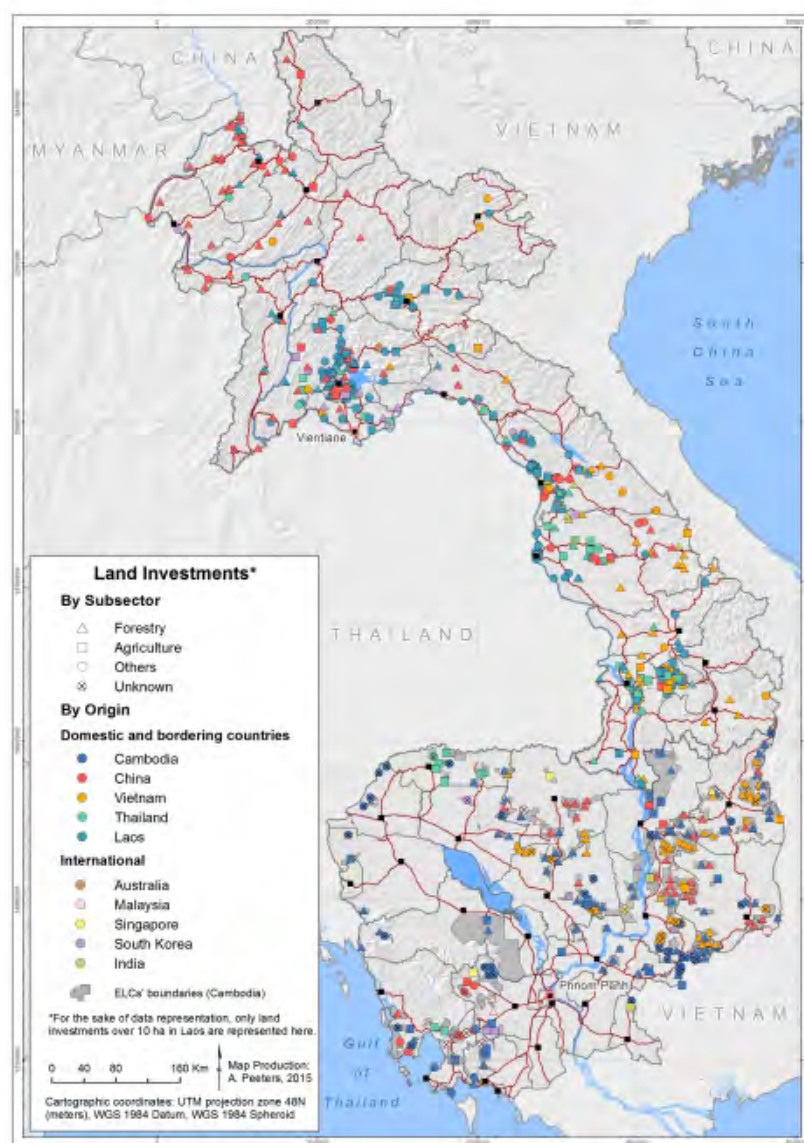 CHINA
CHINA
MYANMAR
VIETNAM
South
China
Sea
Vientiane
THAILAND
Land Investments*
By Subsector
Forestry
Agriculture
Others
Unknown
By Origin
Domestic and bordering countries
Cambodia
China
Vietnam
Thailand
Laos
International
Australia
Malaysia
Singapore
South Korea
India
ELCs' boundaries (Cambodia)
*For the sake of data representation, only land
investments over 10 ha in Laos are represented here.
0 40 80 160 Km
Map Production:
A. Peeters, 2015
Cartographic coordinates: UTM projection zone 48N
(meters), WGS 1984 Datum, WGS 1984 Spheroid
Phnom Penh
VIETNAM
Gulf
of
Thailand